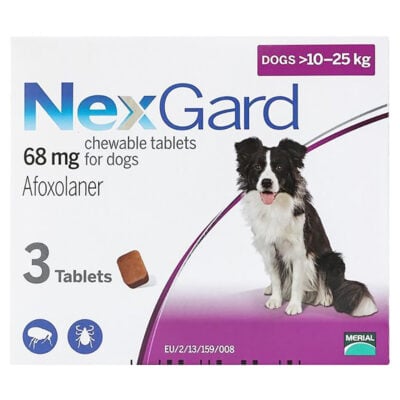 DOGS >10–25 kg
NexGard
chewable tablets
68 mg for dogs
Afoxolaner
3 Tablets
MERIAL
EU/2/13/159/008